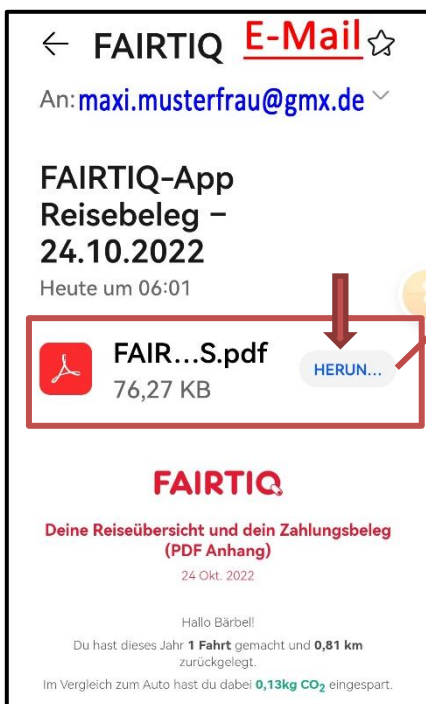 ← FAIRTIQ E-Mail
An: maxi.musterfrau@gmx.de
FAIRTIQ-App
Reisebeleg –
24.10.2022
Heute um 06:01
FAIR...S.pdf
HERUN...
76,27 KB
FAIRTIQ
Deine Reiseübersicht und dein Zahlungsbeleg
(PDF Anhang)
24 Okt. 2022
Hallo Bärbel!
Du hast dieses Jahr 1 Fahrt gemacht und 0,81 km
zurückgelegt.
Im Vergleich zum Auto hast du dabei 0,13kg CO₂ eingespart.